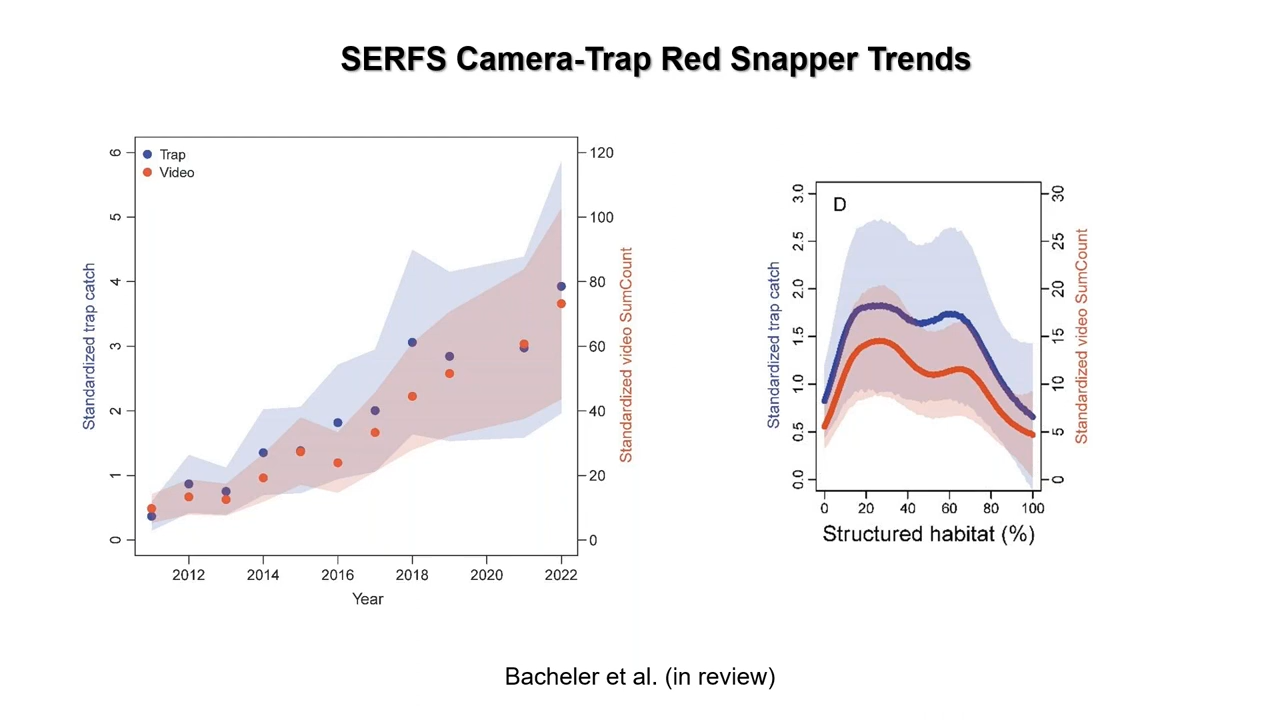 SERFS Camera-Trap Red Snapper Trends
Trap
Video
6
5
4
3
2
1
0
120
100
80
60
40
20
0
Standardized trap catch
Standardized video SumCount
2012 2014 2016 2018 2020 2022
Year
D
3.0
2.5
2.0
1.5
1.0
0.5
0.0
30
25
20
15
10
5
0
Standardized trap catch
Standardized video SumCount
0 20 40 60 80 100
Structured habitat (%)
Bacheler et al. (in review)